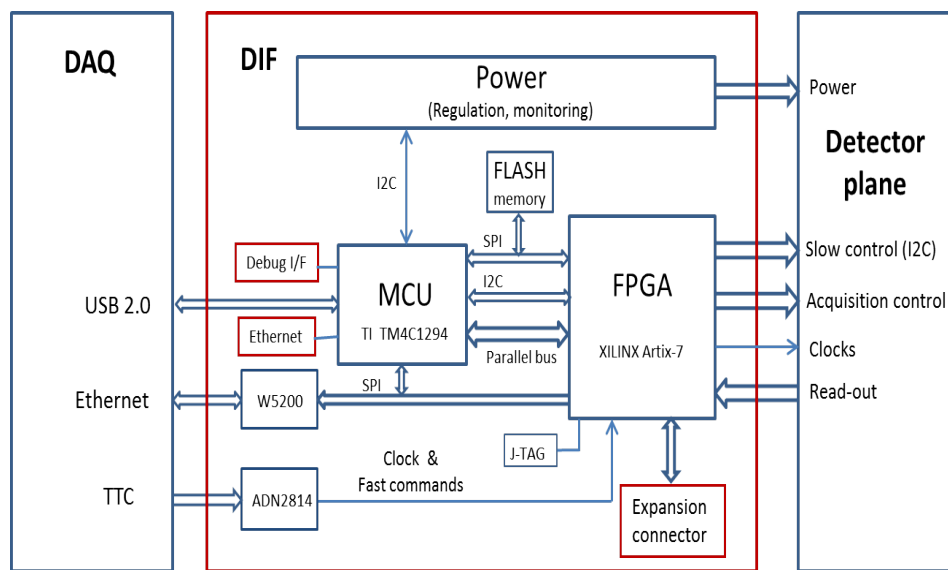 DAQ
USB 2.0
Ethernet
TTC
DIF
Power
(Regulation, monitoring)
I2C
FLASH
memory
SPI
Debug I/F
MCU
TI TM4C1294
I2C
FPGA
XILINX Artix-7
Ethernet
Parallel bus
SPI
W5200
J-TAG
Clock &
Fast commands
ADN2814
Expansion
connector
Power
Detector
plane
Slow control (I2C)
Acquisition control
Clocks
Read-out